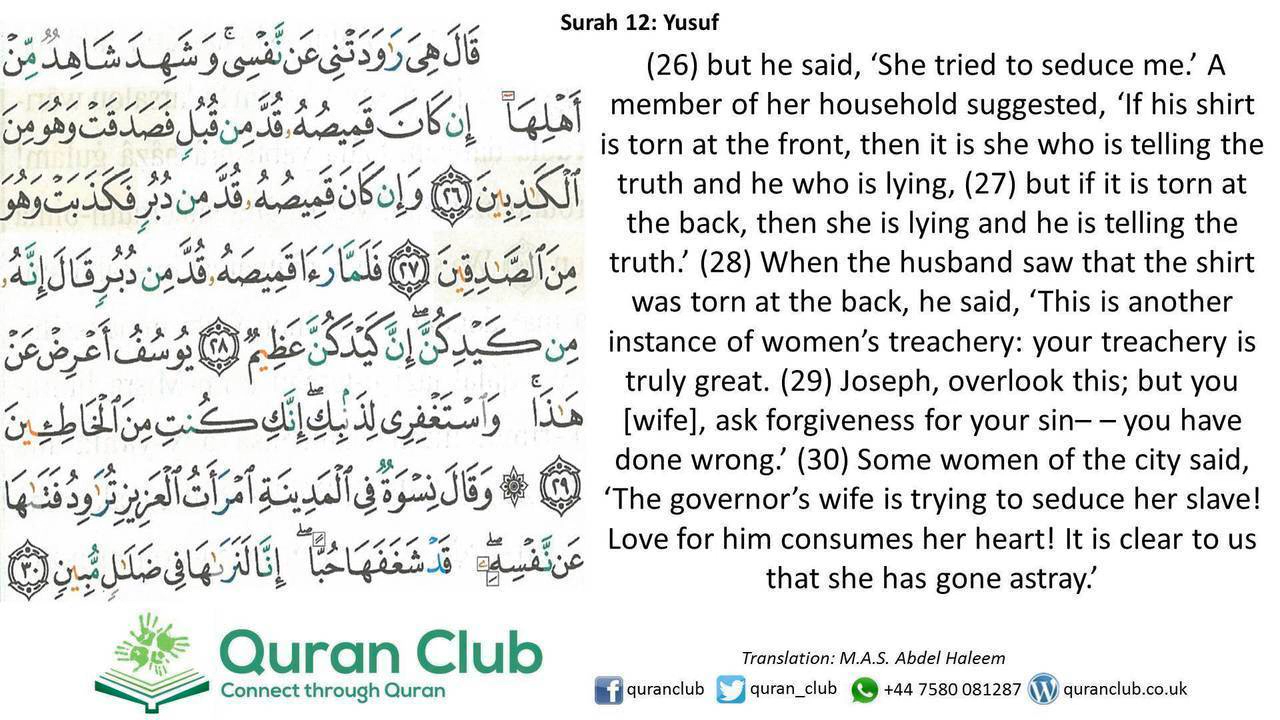 Surah 12: Yusuf
قَالَ هِىَ رَٰوَدَتْنِى عَن نَّفْسِى ۚ وَشَهِدَ شَاهِدٌ مِّنْ
أَهْلِهَآ إِن كَانَ قَمِيصُهُۥ قُدَّ مِن قُبُلٍ فَصَدَقَتْ وَهُوَ مِنَ
ٱلْكَٰذِبِينَ ٢٦ وَإِن كَانَ قَمِيصُهُۥ قُدَّ مِن دُبُرٍ فَكَذَبَتْ وَهُوَ
مِنَ ٱلصَّٰدِقِينَ ٢٧ فَلَمَّا رَءَا قَمِيصَهُۥ قُدَّ مِن دُبُرٍ قَالَ إِنَّهُۥ
مِن كَيْدِكُنَّ ۖ إِنَّ كَيْدَكُنَّ عَظِيمٌ ٢٨ يُوسُفُ أَعْرِضْ عَنْ
هَٰذَا ۚ وَٱسْتَغْفِرِى لِذَنۢبِكِ ۖ إِنَّكِ كُنتِ مِنَ ٱلْخَاطِـِٔينَ
٢٩ ۞ وَقَالَ نِسْوَةٌ فِى ٱلْمَدِينَةِ ٱمْرَأَتُ ٱلْعَزِيزِ تُرَٰوِدُ فَتَىٰهَا
عَن نَّفْسِهِۦ ۖ قَدْ شَغَفَهَا حُبًّا ۖ إِنَّا لَنَرَىٰهَا فِى ضَلَٰلٍ مُّبِينٍ ٣٠
(26) but he said, ‘She tried to seduce me.’ A
member of her household suggested, ‘If his shirt
is torn at the front, then it is she who is telling the
truth and he who is lying, (27) but if it is torn at
the back, then she is lying and he is telling the
truth.’ (28) When the husband saw that the shirt
was torn at the back, he said, ‘This is another
instance of women’s treachery: your treachery is
truly great. (29) Joseph, overlook this; but you
[wife], ask forgiveness for your sin– – you have
done wrong.’ (30) Some women of the city said,
‘The governor’s wife is trying to seduce her slave!
Love for him consumes her heart! It is clear to us
that she has gone astray.’
Quran Club
Connect through Quran
Translation: M.A.S. Abdel Haleem
quranclub quran_club +44 7580 081287 quranclub.co.uk